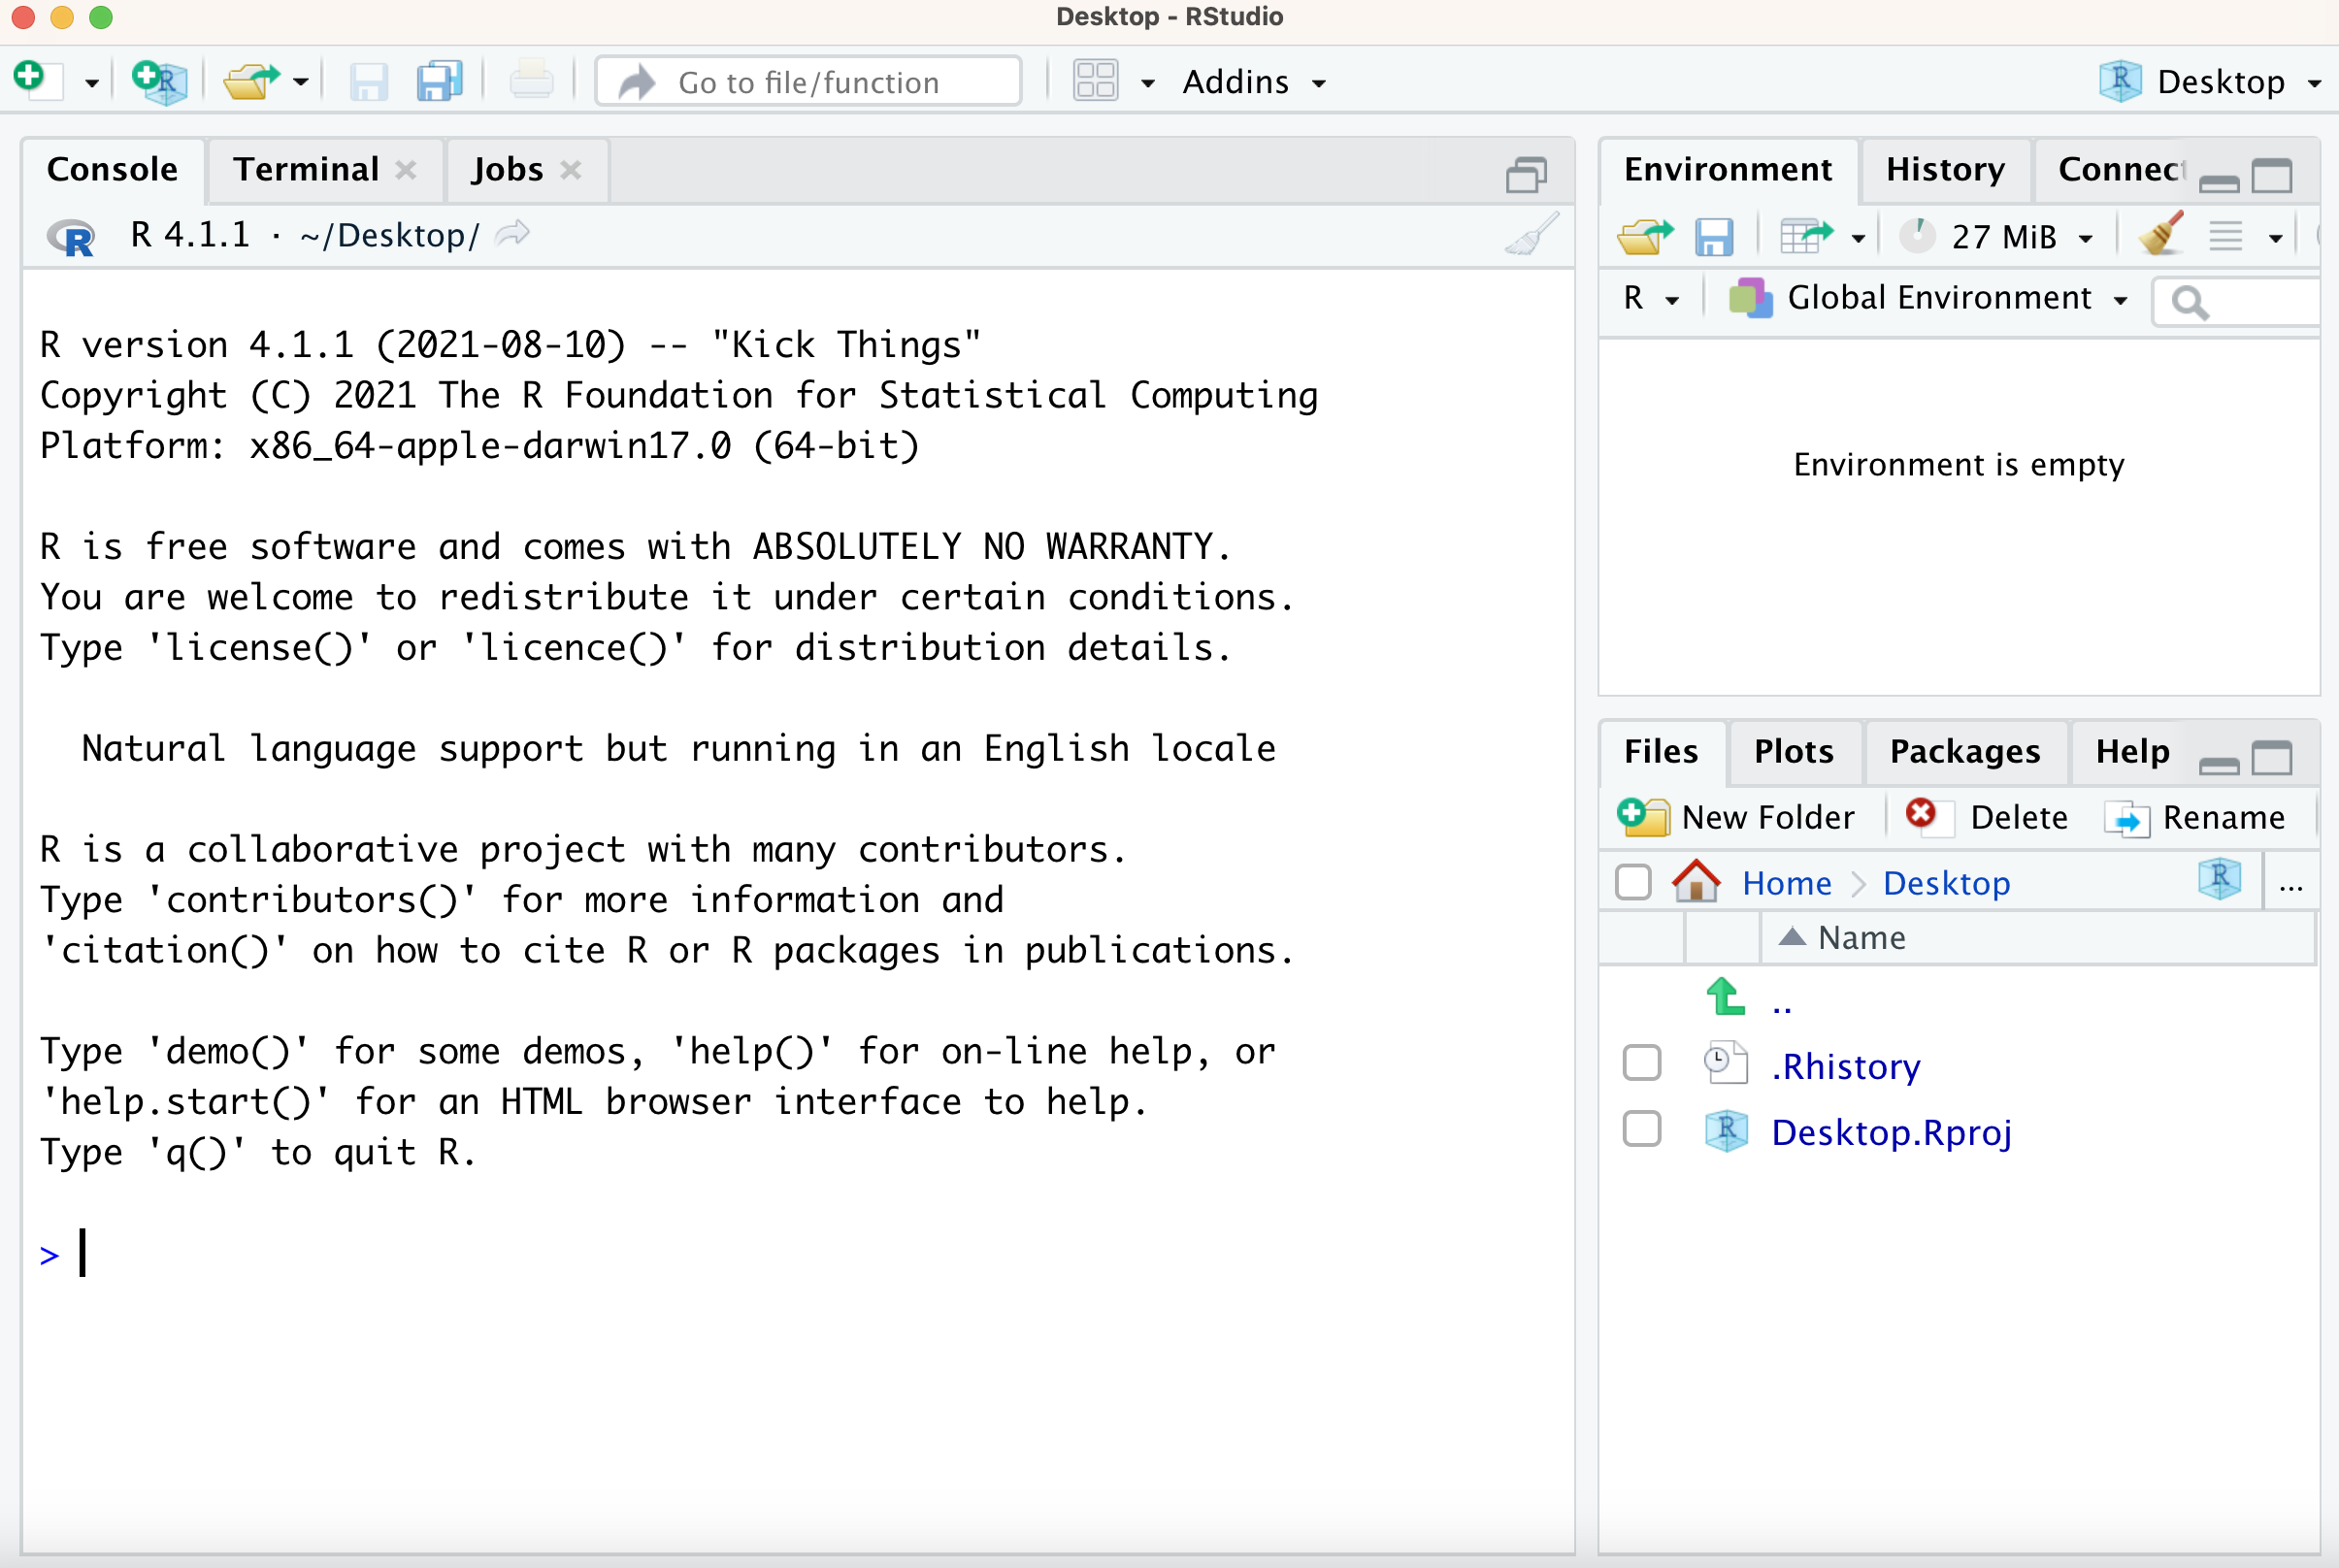 Desktop - RStudio
Go to file/function
Addins
Desktop
Console Terminal Jobs
R 4.1.1 · ~/Desktop/
R version 4.1.1 (2021-08-10) -- "Kick Things"
Copyright (C) 2021 The R Foundation for Statistical Computing
Platform: x86_64-apple-darwin17.0 (64-bit)
R is free software and comes with ABSOLUTELY NO WARRANTY.
You are welcome to redistribute it under certain conditions.
Type 'license()' or 'licence()' for distribution details.
Natural language support but running in an English locale
R is a collaborative project with many contributors.
Type 'contributors()' for more information and
'citation()' on how to cite R or R packages in publications.
Type 'demo()' for some demos, 'help()' for on-line help, or
'help.start()' for an HTML browser interface to help.
Type 'q()' to quit R.
>
Environment History Connect
27 MiB
R Global Environment
Environment is empty
Files Plots Packages Help
New Folder Delete Rename
Home Desktop ...
Name
..
.Rhistory
Desktop.Rproj